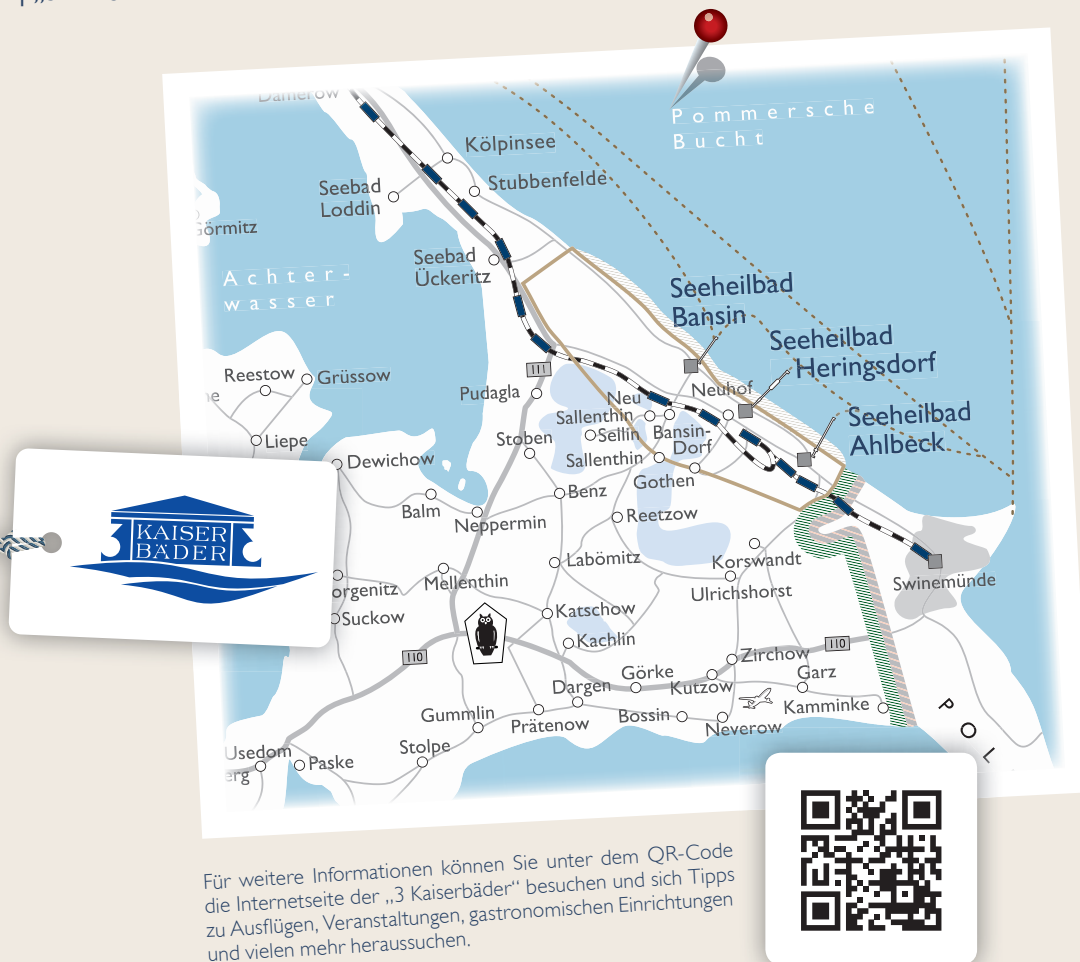 Damerow
Pommersche
Bucht
Kölpinsee
Stubbenfelde
Seebad
Loddin
Görmitz
Seebad
Ückeritz
Achter-
wasser
Seeheilbad
Bansin
Seeheilbad
Heringsdorf
Seeheilbad
Ahlbeck
Reestow
Grüssow
111
Pudagla
Neu
Sallenthin
Neuhof
Sellin
Bansin-
Dorf
Liepe
Stoben
Dewichow
Sallenthin
Gothen
Balm
Benz
Neppermin
Reetzow
KAISER
BÄDER
Labömitz
Korswandt
Swinemünde
Mellenthin
Ulrichshorst
orgenitz
Suckow
Katschow
Kachlin
110
110
Zirchow
Görke
Garz
Dargen
Kutzow
Kamminke
Gummlin
Prätenow
Bossin
Neverow
POL
Usedom
erg
Paske
Stolpe
Für weitere Informationen können Sie unter dem QR-Code
die Internetseite der „3 Kaiserbäder“ besuchen und sich Tipps
zu Ausflügen, Veranstaltungen, gastronomischen Einrichtungen
und vielen mehr heraussuchen.